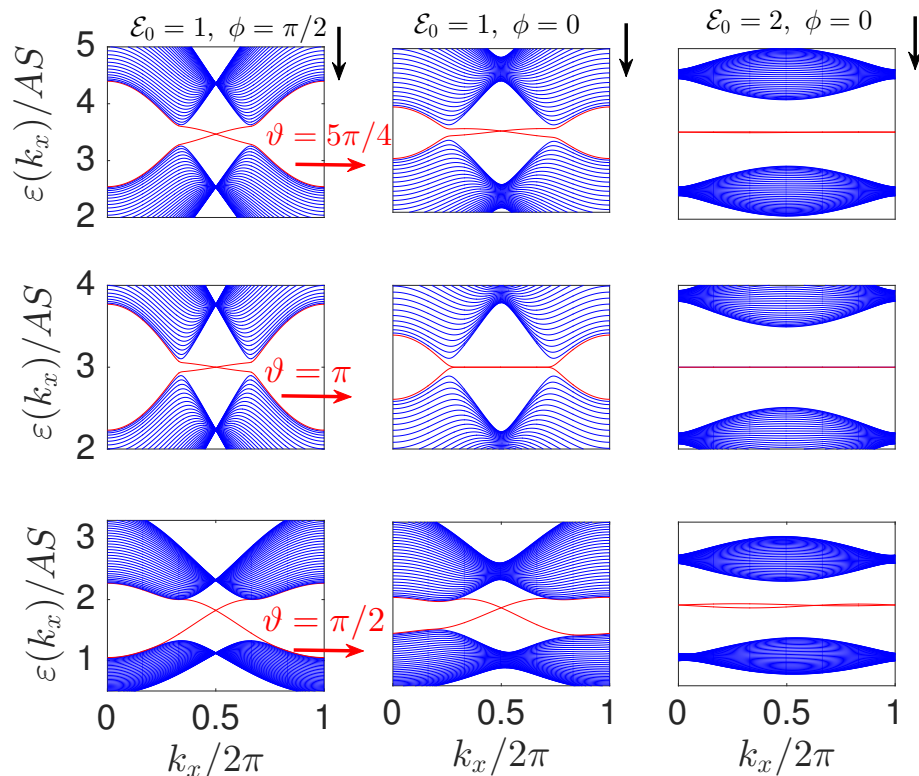 ℰ₀ = 1, ϕ = π/2
ℰ₀ = 1, ϕ = 0
ℰ₀ = 2, ϕ = 0
ε(kₓ)/AS
5
4
3
2
ϑ = 5π/4
ε(kₓ)/AS
4
3
2
ϑ = π
ε(kₓ)/AS
3
2
1
ϑ = π/2
0 0.5 1
0 0.5 1
0 0.5 1
kₓ/2π
kₓ/2π
kₓ/2π